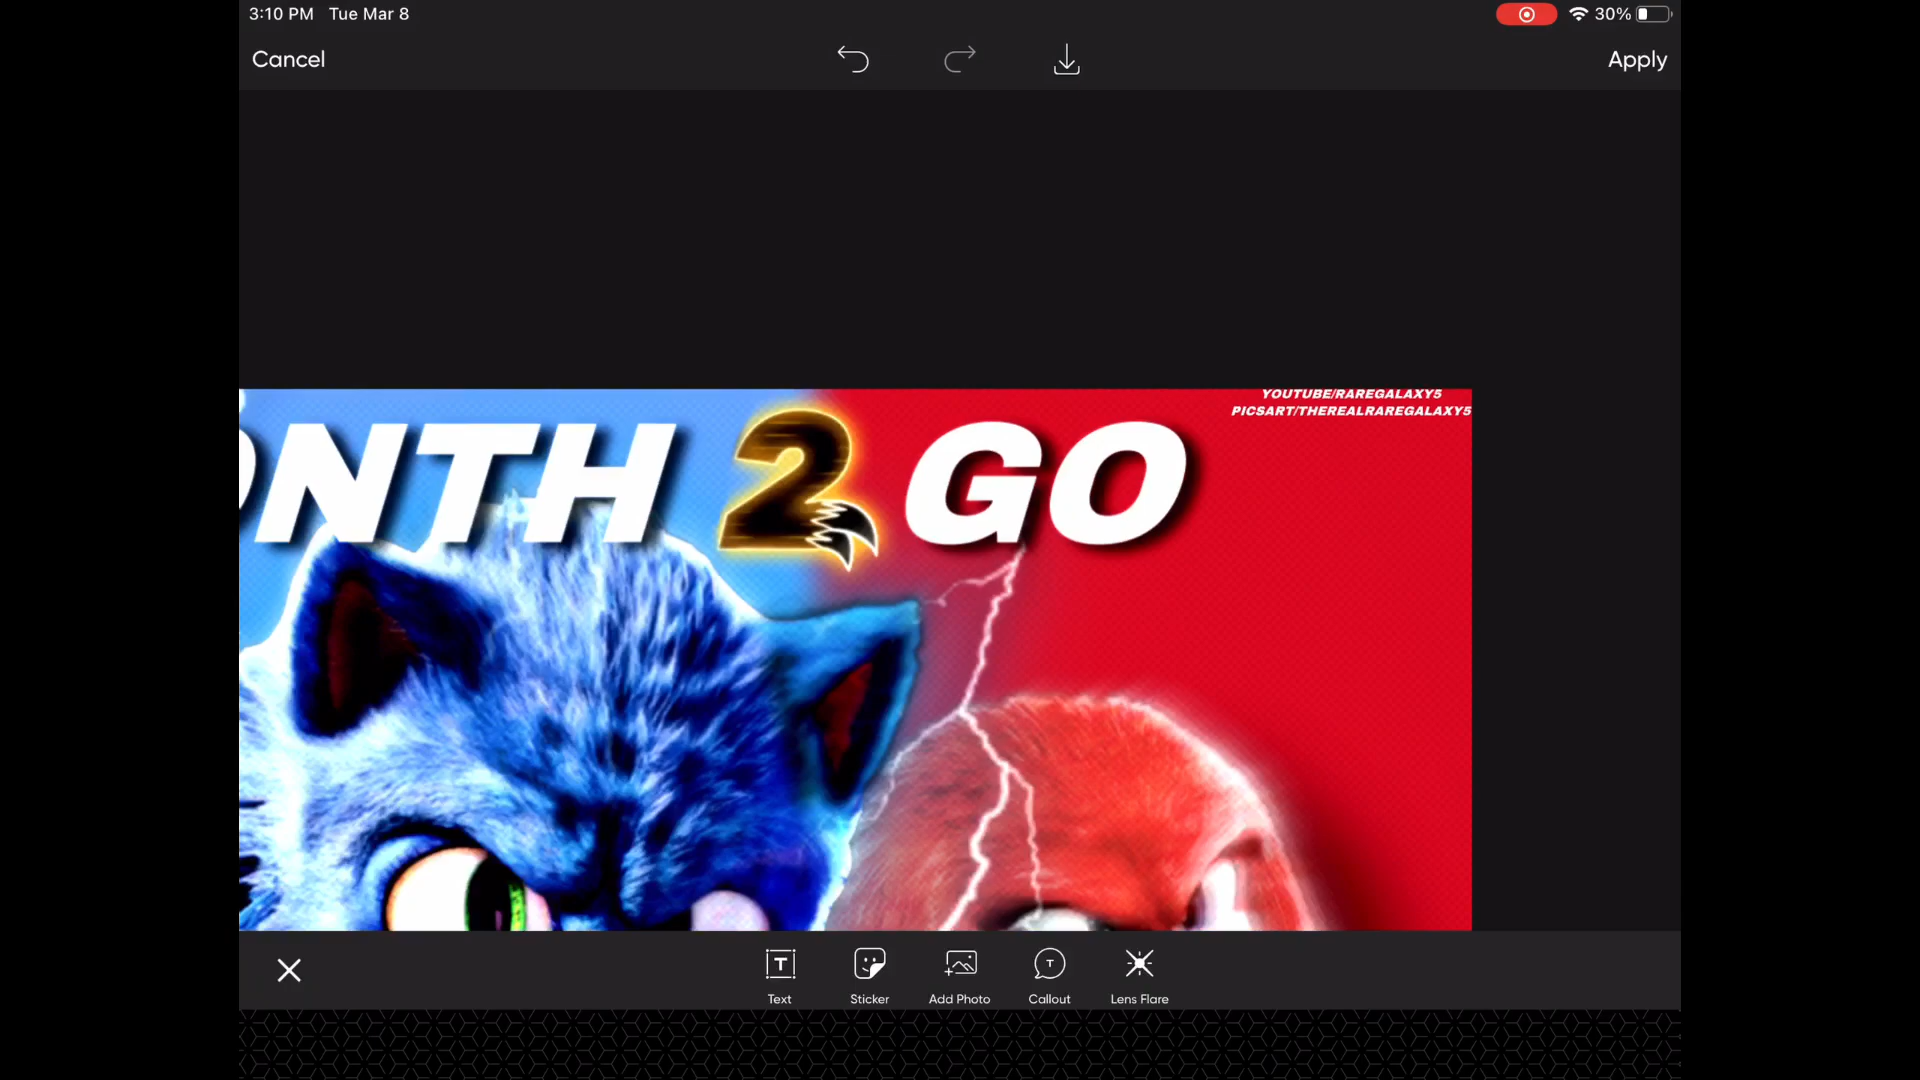 3:10 PM Tue Mar 8 30%
Cancel Apply
YOUTUBE/RAREGALAXY5
PICSART/THEREALRAREGALAXY5
ONTH 2 GO
T T
Text Sticker Add Photo Callout Lens Flare